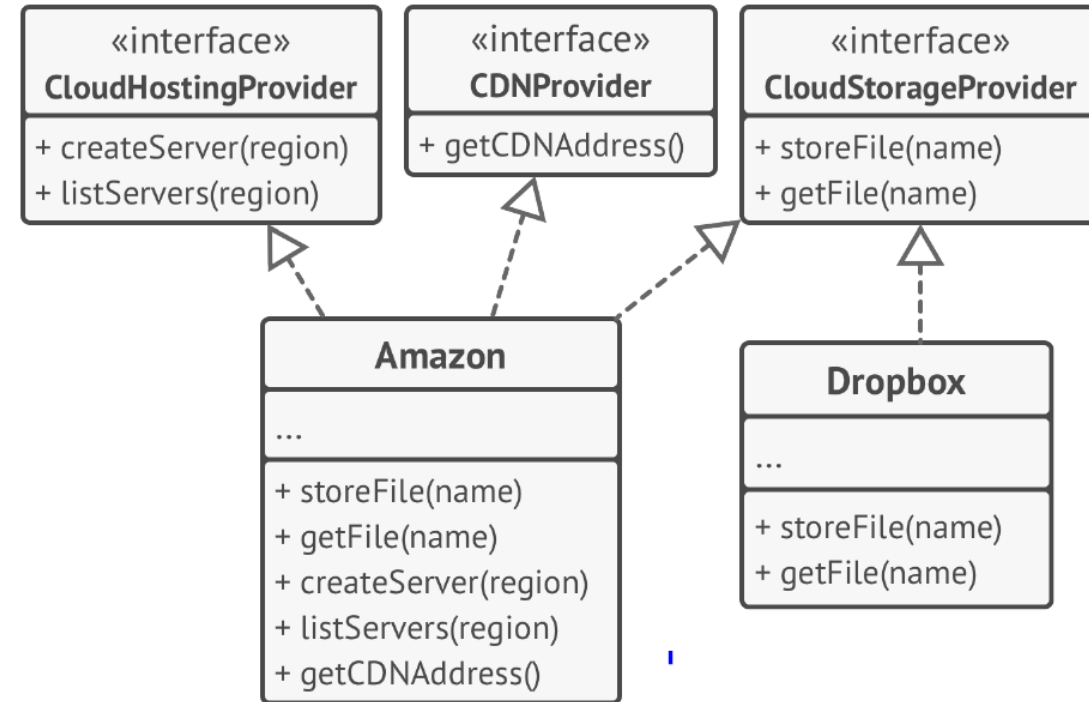 «interface»
CloudHostingProvider
+ createServer(region)
+ listServers(region)
«interface»
CDNProvider
+ getCDNAddress()
«interface»
CloudStorageProvider
+ storeFile(name)
+ getFile(name)
Amazon
...
+ storeFile(name)
+ getFile(name)
+ createServer(region)
+ listServers(region)
+ getCDNAddress()
Dropbox
...
+ storeFile(name)
+ getFile(name)